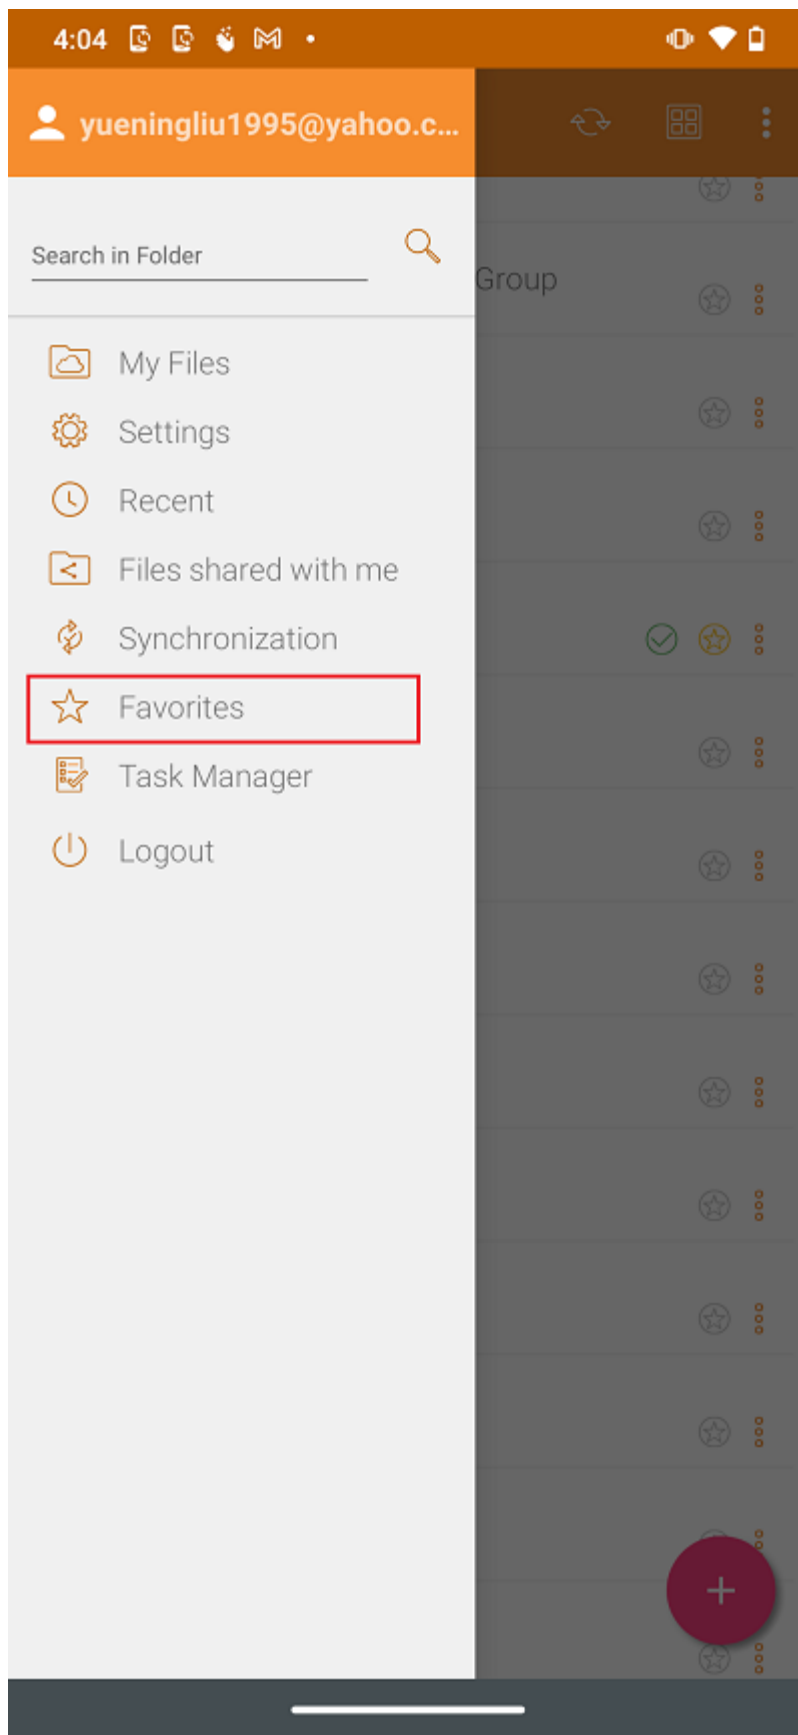 4:04
yueningliu1995@yahoo.c...
Search in Folder
Group
My Files
Settings
Recent
Files shared with me
Synchronization
Favorites
Task Manager
Logout